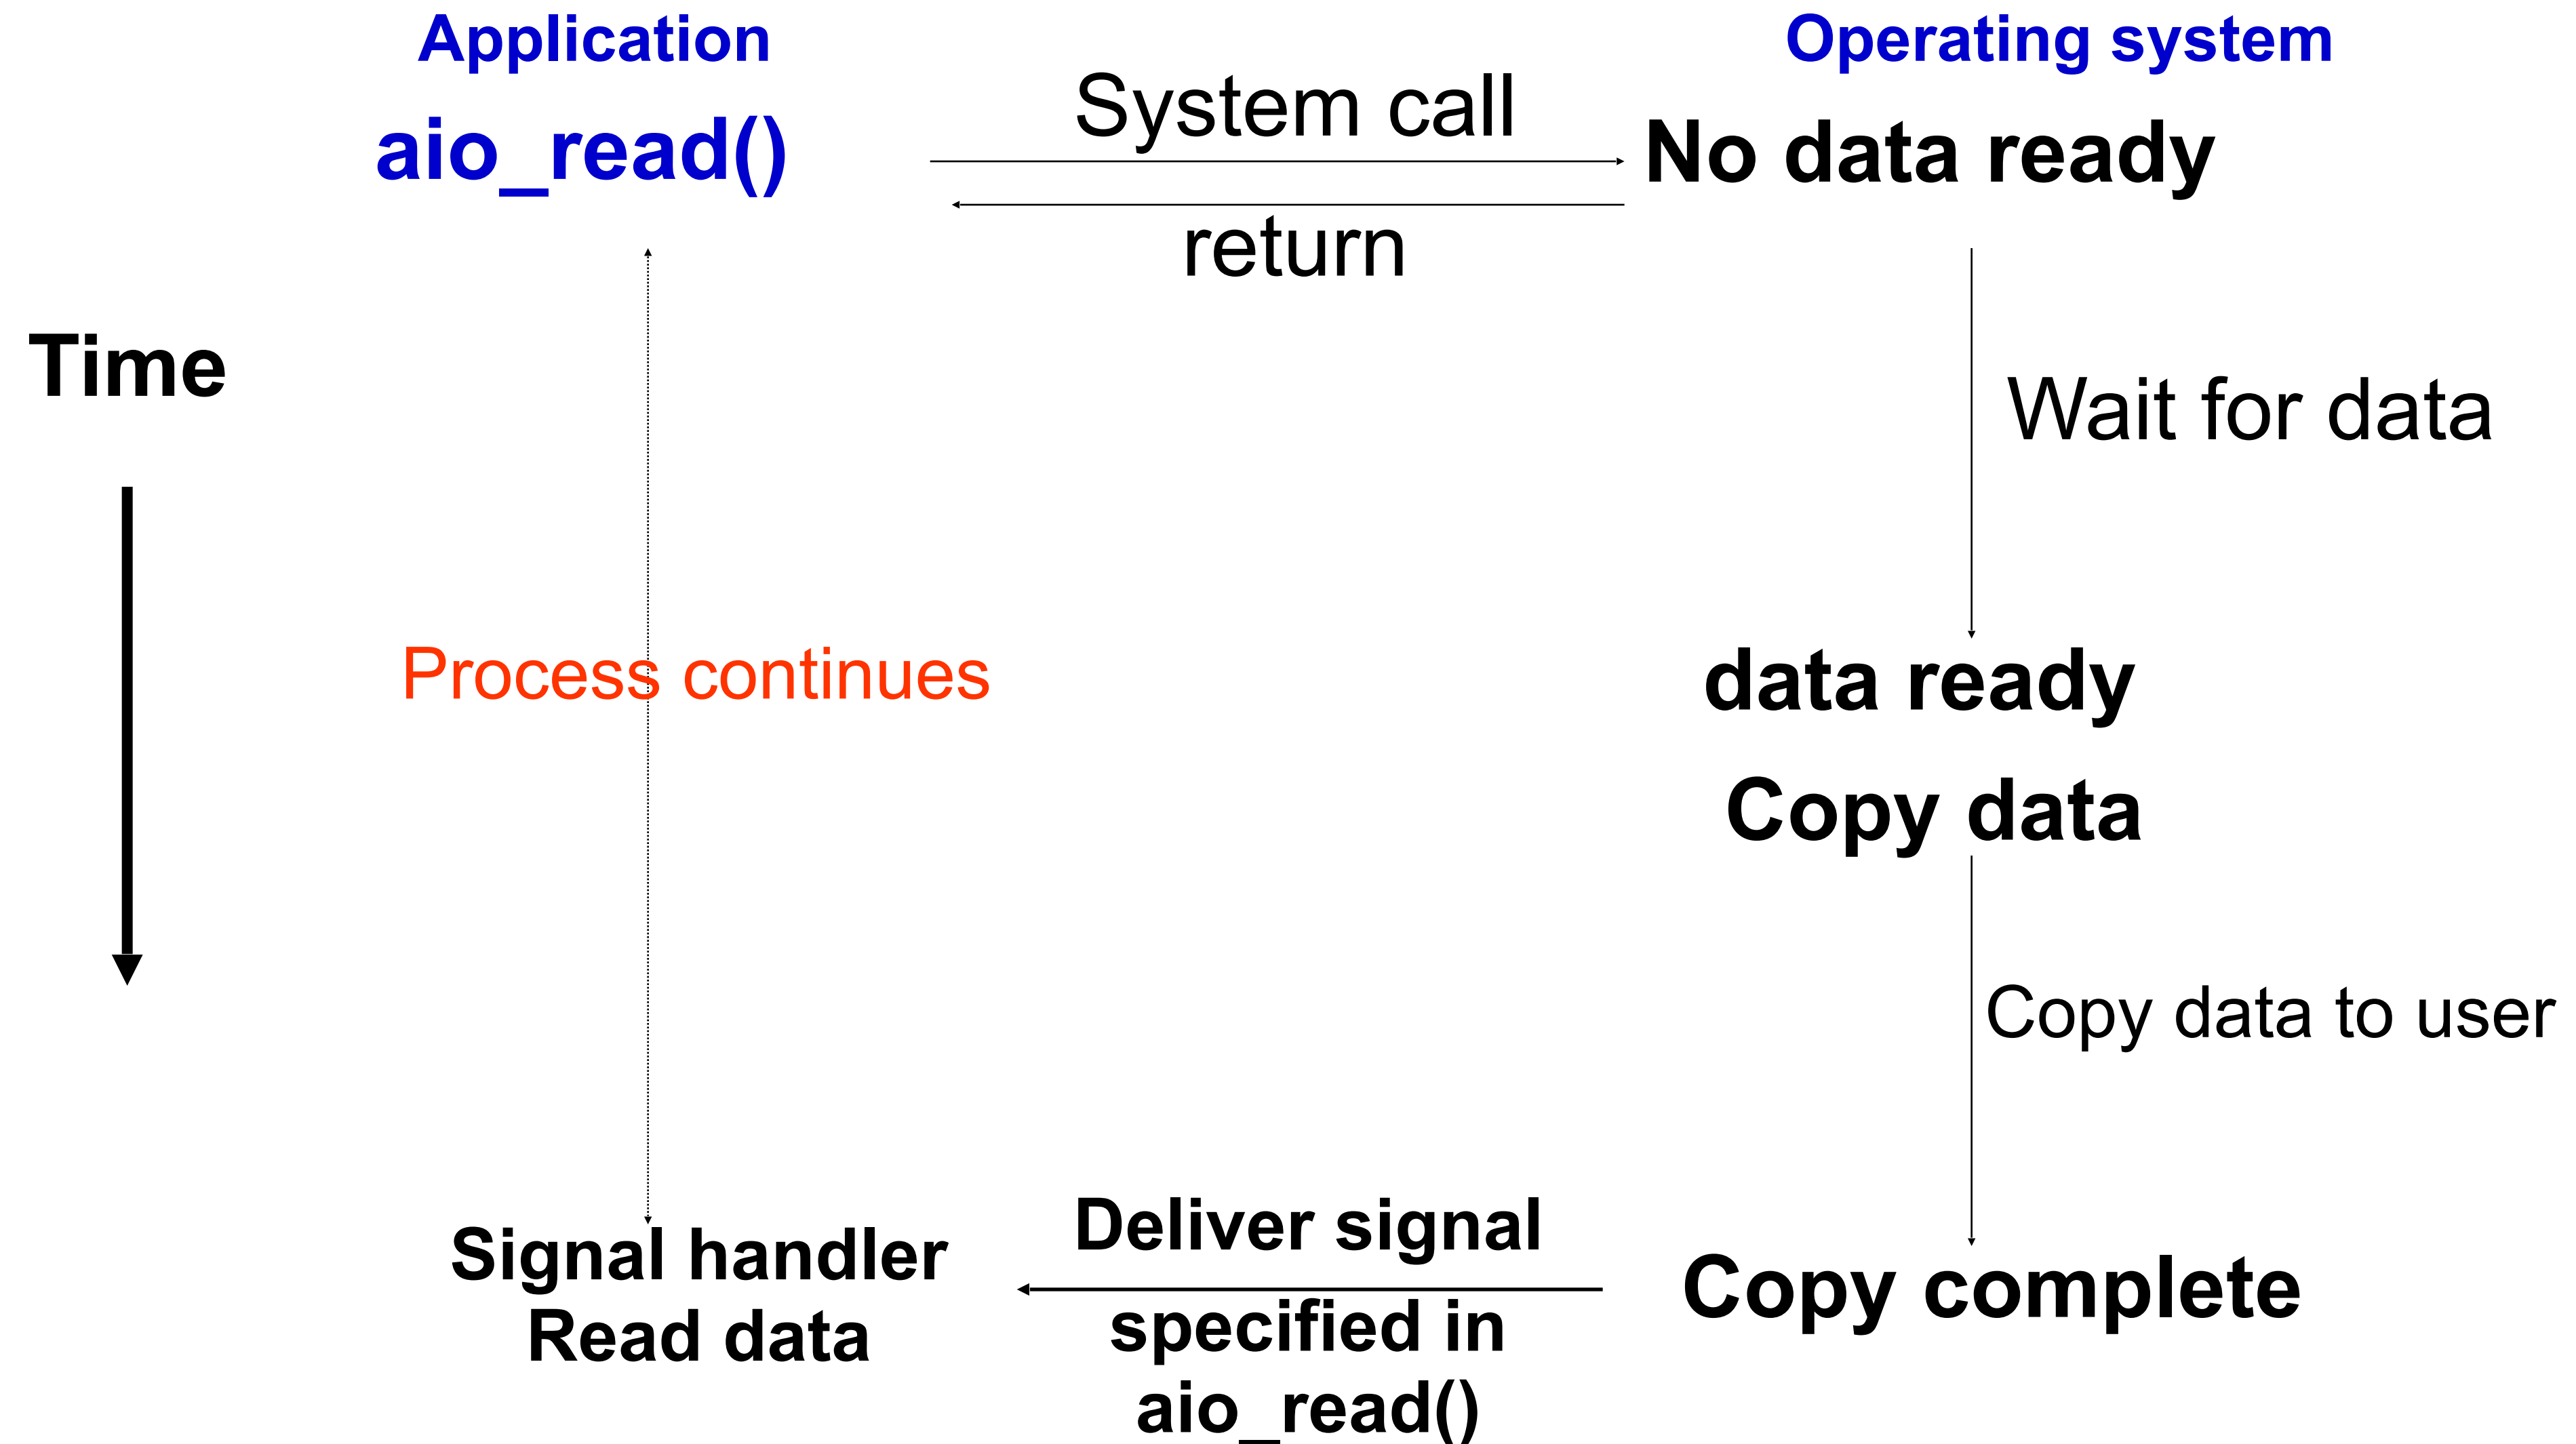 Application
Operating system
aio_read()
System call
No data ready
return
Time
Wait for data
Process continues
data ready
Copy data
Copy data to user
Deliver signal
Signal handler
Copy complete
specified in
Read data
aio_read()